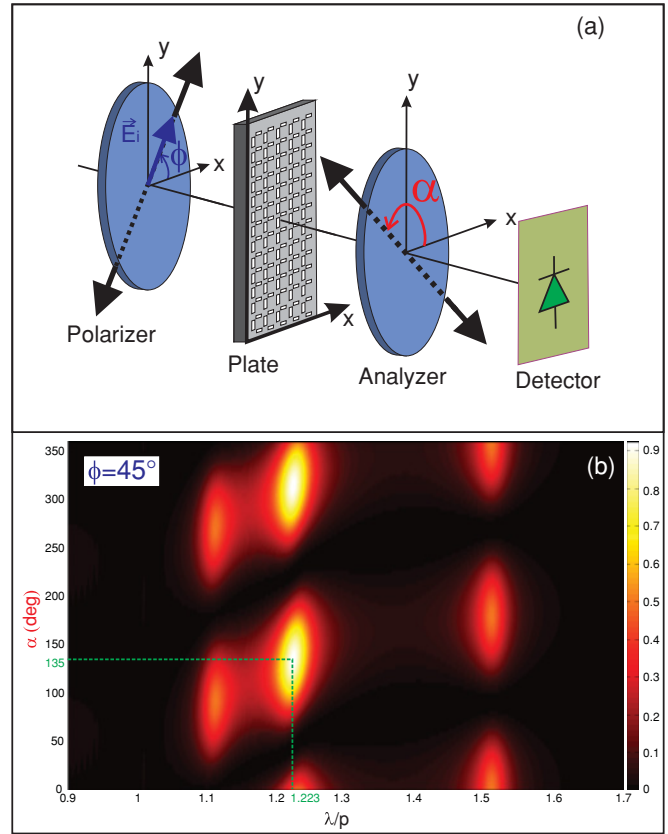 (a)
y
E⃗i
ϕ
x
Polarizer
y
x
Plate
y
α
x
Analyzer
Detector
(b)
ϕ=45°
350
300
250
200
150
135
100
50
0
α (deg)
0.9 1 1.1 1.2 1.223 1.3 1.4 1.5 1.6 1.7
λ/p
0.9
0.8
0.7
0.6
0.5
0.4
0.3
0.2
0.1
0